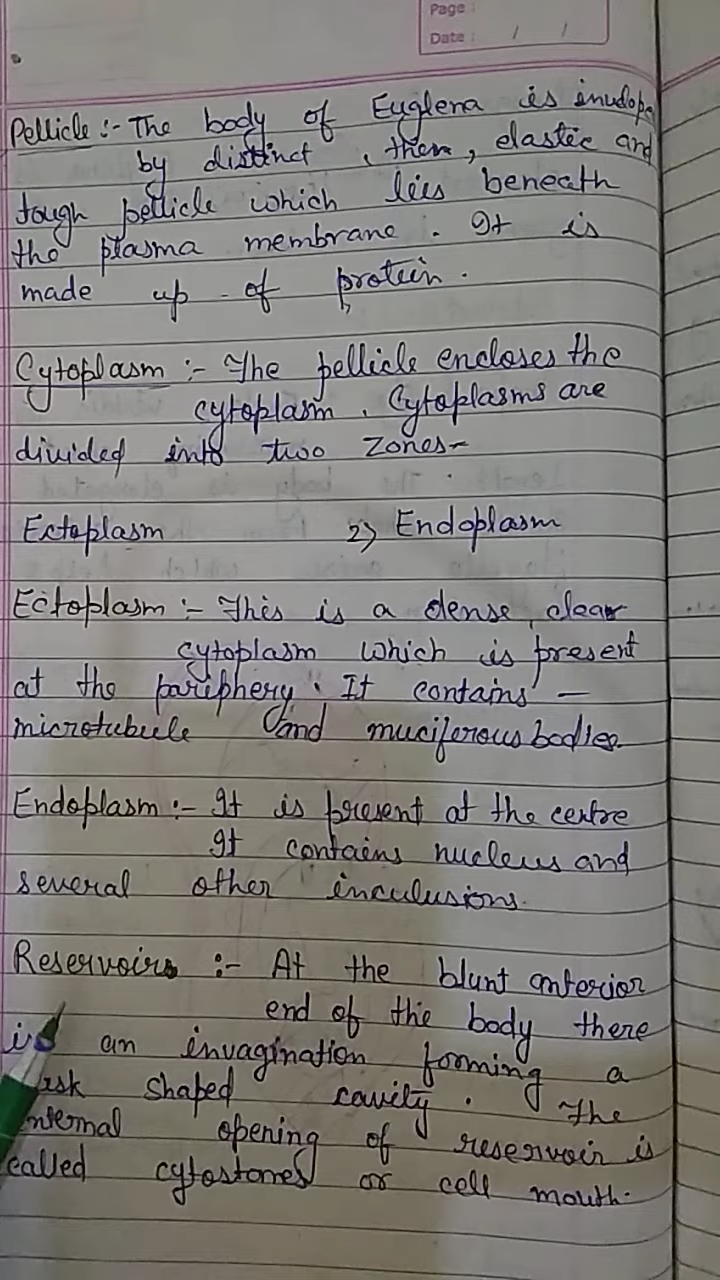 Page :
Date : / /
Pellicle :- The body of Euglena is invdope
by distinct , then , elastic and
tough pellicle which lies beneath
the plasma membrane . It is
made up of protein .
Cytoplasm :- The pellicle encloses the
cytoplasm . Cytoplasms are
divided into two zones-
Ectoplasm 2) Endoplasm
Ectoplasm :- This is a dense, clear
cytoplasm which is present
at the pariphery . It contains -
microtubule and muciferous bodies.
Endoplasm :- It is present at the centre
It contains nucleus and
several other inculusions.
Reservoirs :- At the blunt anterior
end of the body there
an invagination forming a
shaped cavity . The
opening of reservoir is
called cytostomes or cell mouth.